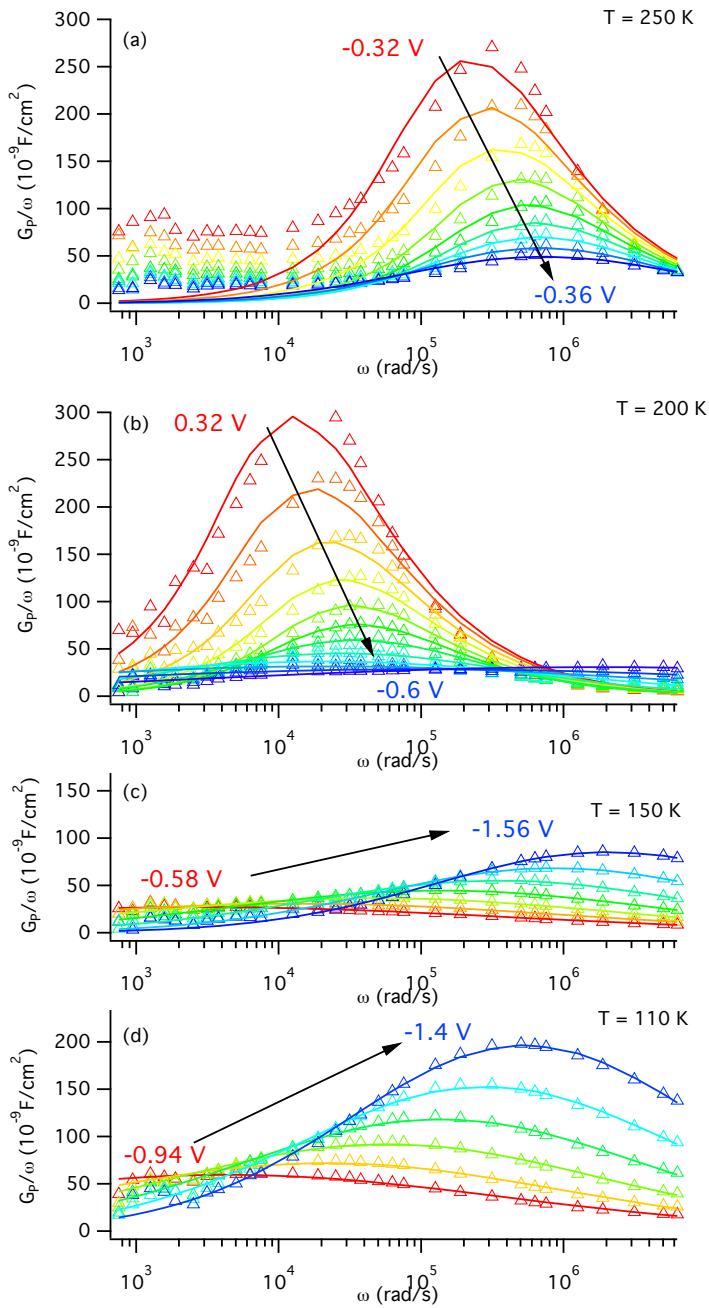 (a)
T = 250 K
-0.32 V
-0.36 V
300
250
200
150
100
50
0
G_P/ω (10^-9 F/cm^2)
10^3
10^4
10^5
10^6
ω (rad/s)
(b)
T = 200 K
0.32 V
-0.6 V
300
250
200
150
100
50
0
G_P/ω (10^-9 F/cm^2)
10^3
10^4
10^5
10^6
ω (rad/s)
(c)
T = 150 K
-1.56 V
-0.58 V
150
100
50
0
G_P/ω (10^-9 F/cm^2)
10^3
10^4
10^5
10^6
ω (rad/s)
(d)
T = 110 K
-1.4 V
-0.94 V
200
150
100
50
0
G_P/ω (10^-9 F/cm^2)
10^3
10^4
10^5
10^6
ω (rad/s)